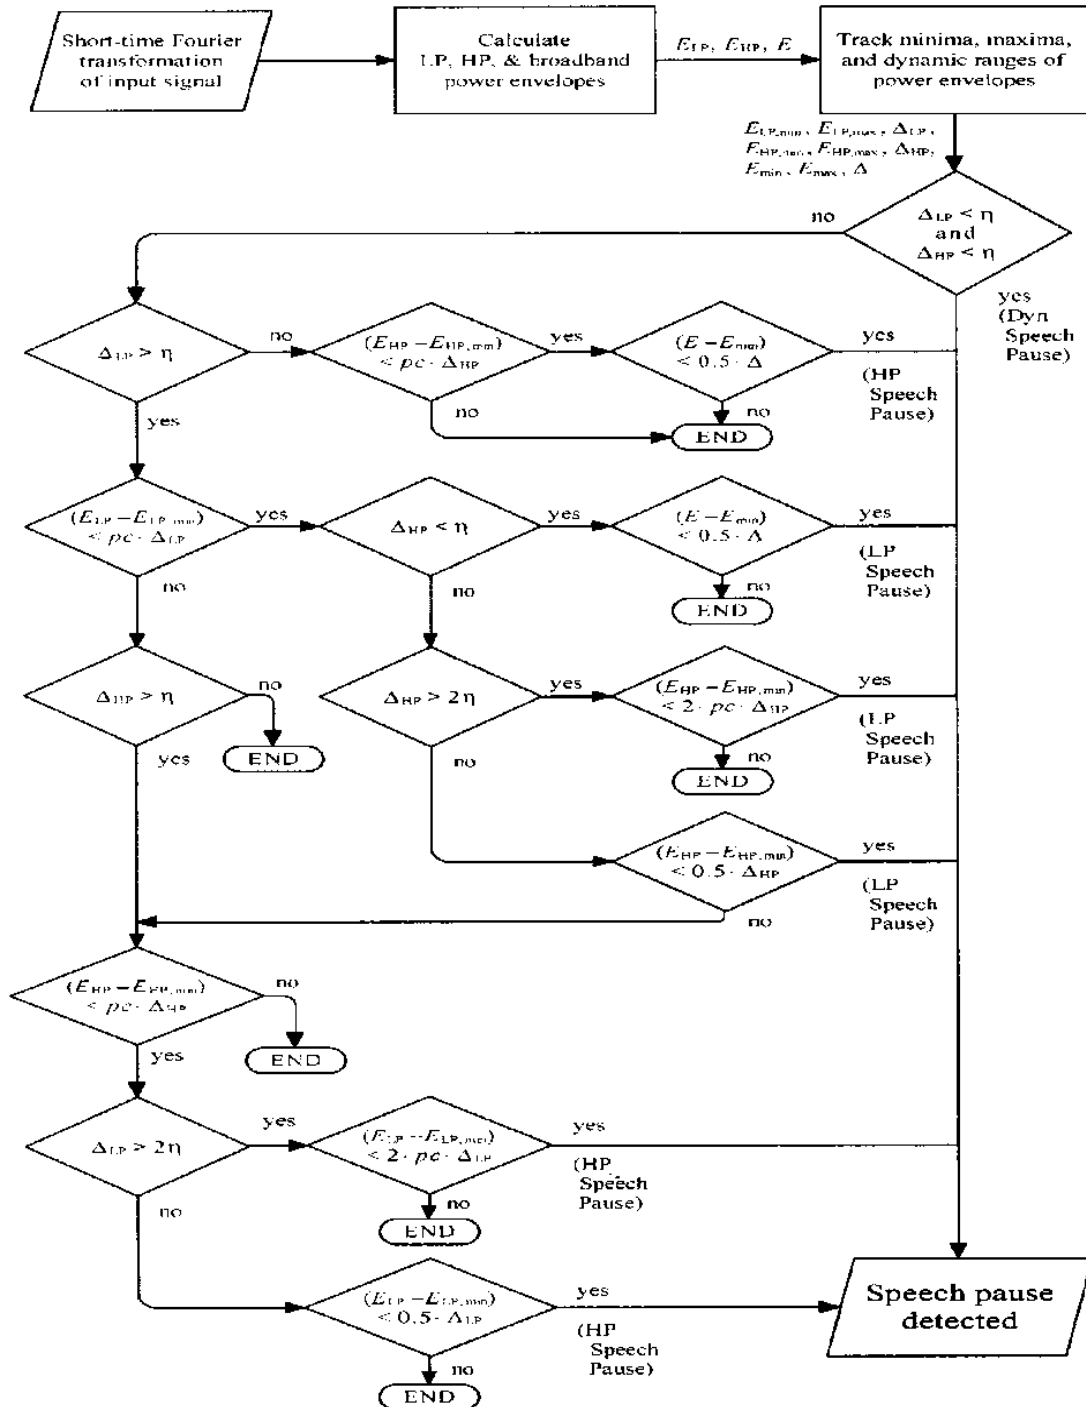 Short-time Fourier
transformation
of input signal
Calculate
LP, HP, & broadband
power envelopes
E_LP, E_HP, E
Track minima, maxima,
and dynamic ranges of
power envelopes
E_LP,min, E_LP,max, Δ_LP,
E_HP,min, E_HP,max, Δ_HP,
E_min, E_max, Δ
Δ_LP < η
and
Δ_HP < η
no
yes
(Dyn
Speech
Pause)
Δ_LP > η
no
(E_HP − E_HP,min)
< pc · Δ_HP
yes
(E − E_min)
< 0.5 · Δ
yes
(HP
Speech
Pause)
yes
no
no
END
(E_LP − E_LP,min)
< pc · Δ_LP
yes
Δ_HP < η
yes
(E − E_min)
< 0.5 · Δ
yes
(LP
Speech
Pause)
no
no
no
END
Δ_HP > η
no
END
yes
Δ_HP > 2η
yes
(E_HP − E_HP,min)
< 2 · pc · Δ_HP
yes
(LP
Speech
Pause)
no
no
END
(E_HP − E_HP,min)
< 0.5 · Δ_HP
yes
(LP
Speech
Pause)
no
(E_HP − E_HP,min)
< pc · Δ_HP
no
END
yes
Δ_LP > 2η
yes
(E_LP − E_LP,min)
< 2 · pc · Δ_LP
yes
(HP
Speech
Pause)
no
no
END
(E_LP − E_LP,min)
< 0.5 · Δ_LP
yes
(HP
Speech
Pause)
no
END
Speech pause
detected